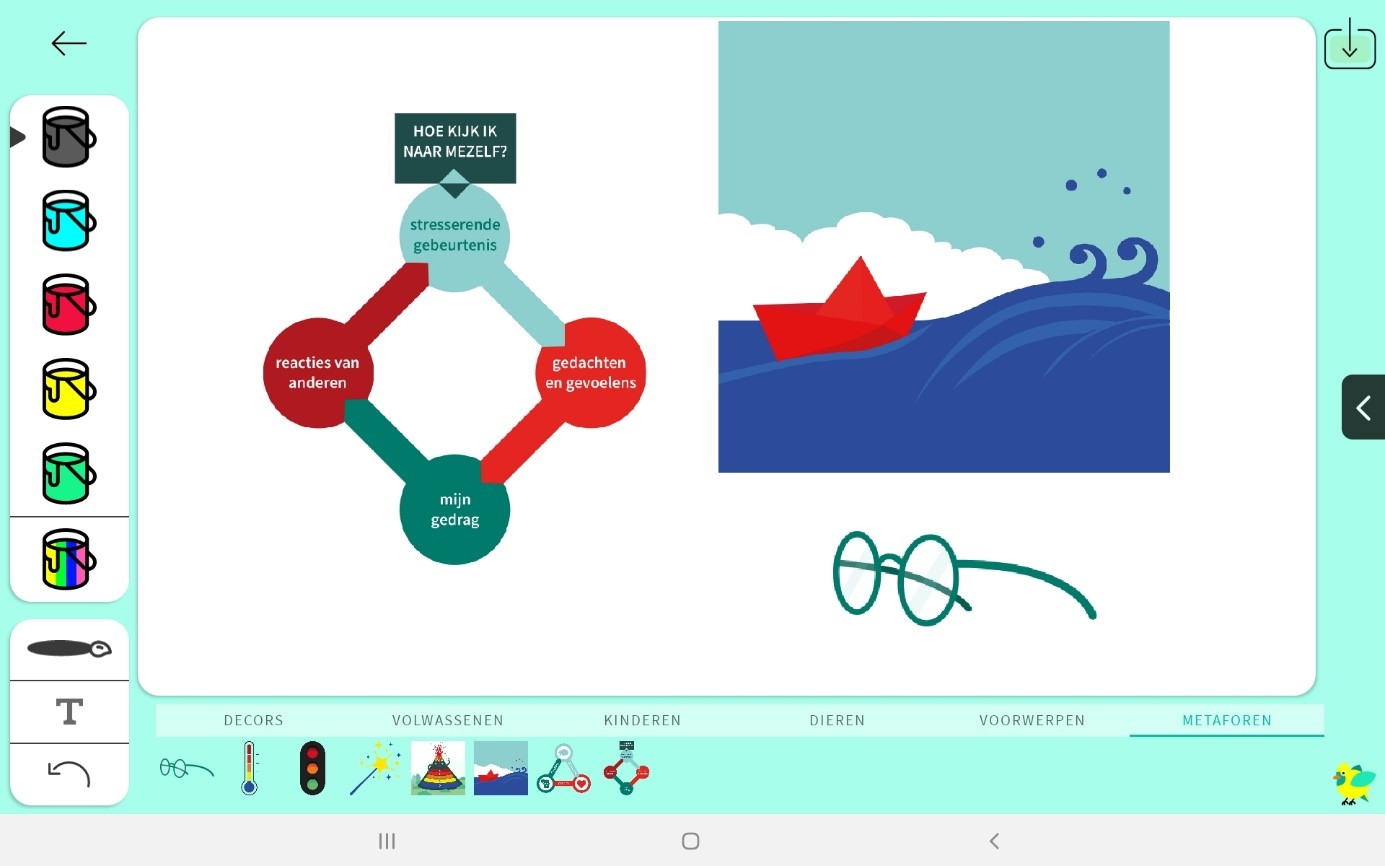 HOE KIJK IK
NAAR MEZELF?
stresserende
gebeurtenis
reacties van
anderen
gedachten
en gevoelens
mijn
gedrag
T
DECORS
VOLWASSENEN
KINDEREN
DIEREN
VOORWERPEN
METAFOREN